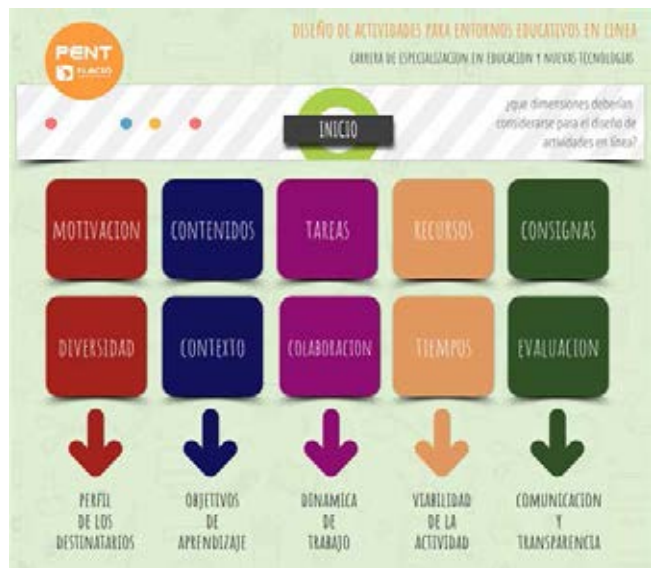 DISEÑO DE ACTIVIDADES PARA ENTORNOS EDUCATIVOS EN LINEA
PENT
FLACSO
CARRERA DE ESPECIALIZACION EN EDUCACION Y NUEVAS TECNOLOGIAS
INICIO
¿que dimensiones deberían
considerarse para el diseño de
actividades en línea?
MOTIVACION
CONTENIDOS
TAREAS
RECURSOS
CONSIGNAS
DIVERSIDAD
CONTEXTO
COLABORACION
TIEMPOS
EVALUACION
PERFIL
DE LOS
DESTINATARIOS
OBJETIVOS
DE
APRENDIZAJE
DINAMICA
DE
TRABAJO
VIABILIDAD
DE LA
ACTIVIDAD
COMUNICACION
Y
TRANSPARENCIA